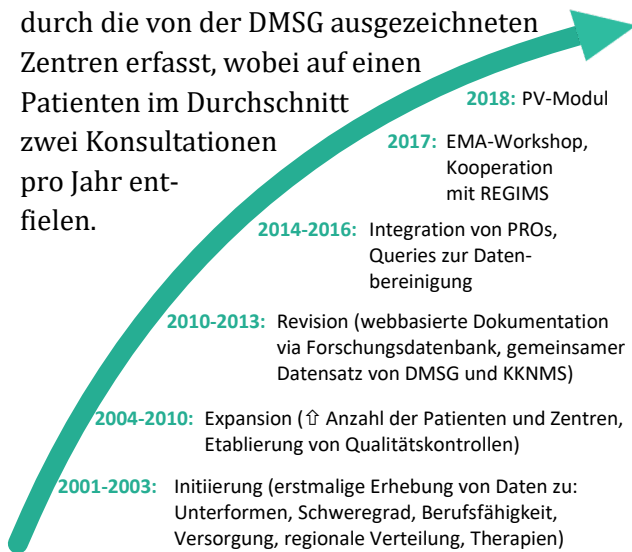 durch die von der DMSG ausgezeichneten
Zentren erfasst, wobei auf einen
Patienten im Durchschnitt
zwei Konsultationen
pro Jahr ent-
fielen.
2018: PV-Modul
2017: EMA-Workshop,
Kooperation
mit REGIMS
2014-2016: Integration von PROs,
Queries zur Daten-
bereinigung
2010-2013: Revision (webbasierte Dokumentation
via Forschungsdatenbank, gemeinsamer
Datensatz von DMSG und KKNMS)
2004-2010: Expansion (⇧ Anzahl der Patienten und Zentren,
Etablierung von Qualitätskontrollen)
2001-2003: Initiierung (erstmalige Erhebung von Daten zu:
Unterformen, Schweregrad, Berufsfähigkeit,
Versorgung, regionale Verteilung, Therapien)